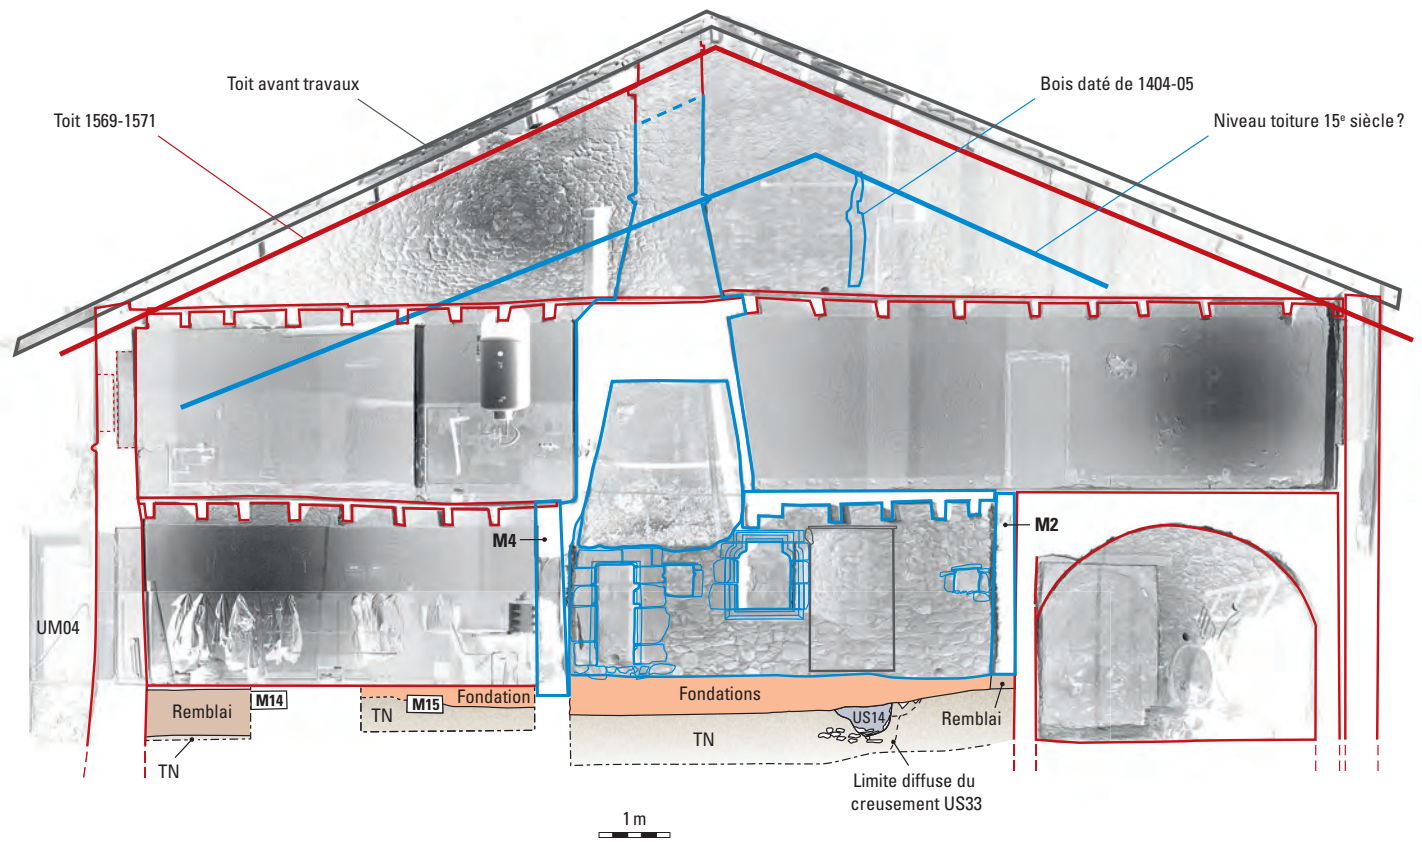 Toit avant travaux
Bois daté de 1404-05
Toit 1569-1571
Niveau toiture 15e siècle ?
M4
M2
UM04
Remblai
M14
Fondation
M15
TN
TN
Fondations
US14
Remblai
TN
Limite diffuse du
creusement US33
1 m